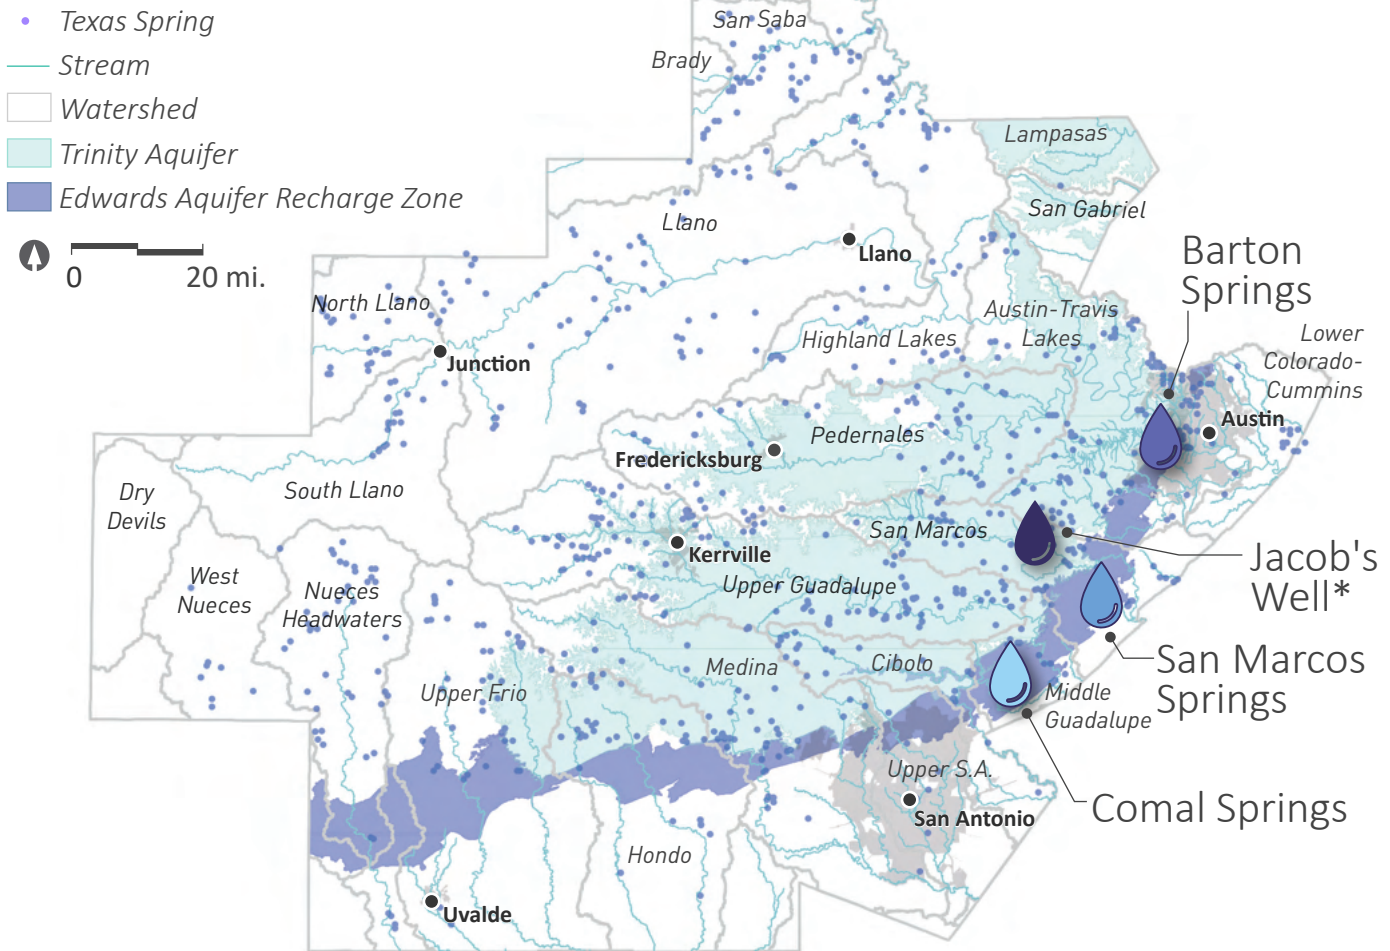 Texas Spring
Stream
Watershed
Trinity Aquifer
Edwards Aquifer Recharge Zone
0 20 mi.
San Saba
Brady
Lampasas
San Gabriel
Llano
Llano
Barton
Springs
North Llano
Junction
Highland Lakes
Austin-Travis
Lakes
Lower
Colorado-
Cummins
Austin
Pedernales
Fredericksburg
South Llano
Dry
Devils
San Marcos
Kerrville
Jacob's
Well*
West
Nueces
Nueces
Headwaters
Upper Guadalupe
San Marcos
Springs
Medina
Cibolo
Upper Frio
Middle
Guadalupe
Upper S.A.
San Antonio
Comal Springs
Hondo
Uvalde